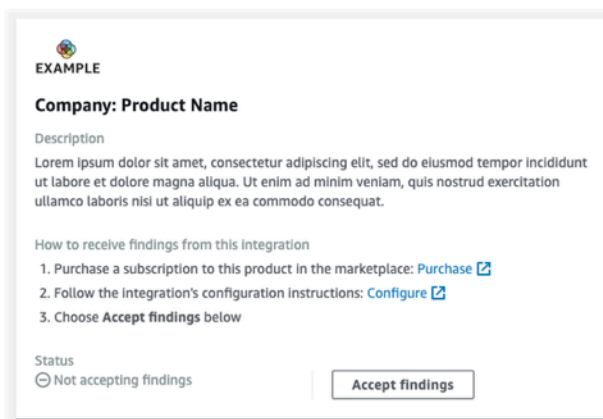 EXAMPLE
Company: Product Name
Description
Lorem ipsum dolor sit amet, consectetur adipiscing elit, sed do eiusmod tempor incididunt
ut labore et dolore magna aliqua. Ut enim ad minim veniam, quis nostrud exercitation
ullamco laboris nisi ut aliquip ex ea commodo consequat.
How to receive findings from this integration
1. Purchase a subscription to this product in the marketplace: Purchase
2. Follow the integration's configuration instructions: Configure
3. Choose Accept findings below
Status
Not accepting findings
Accept findings